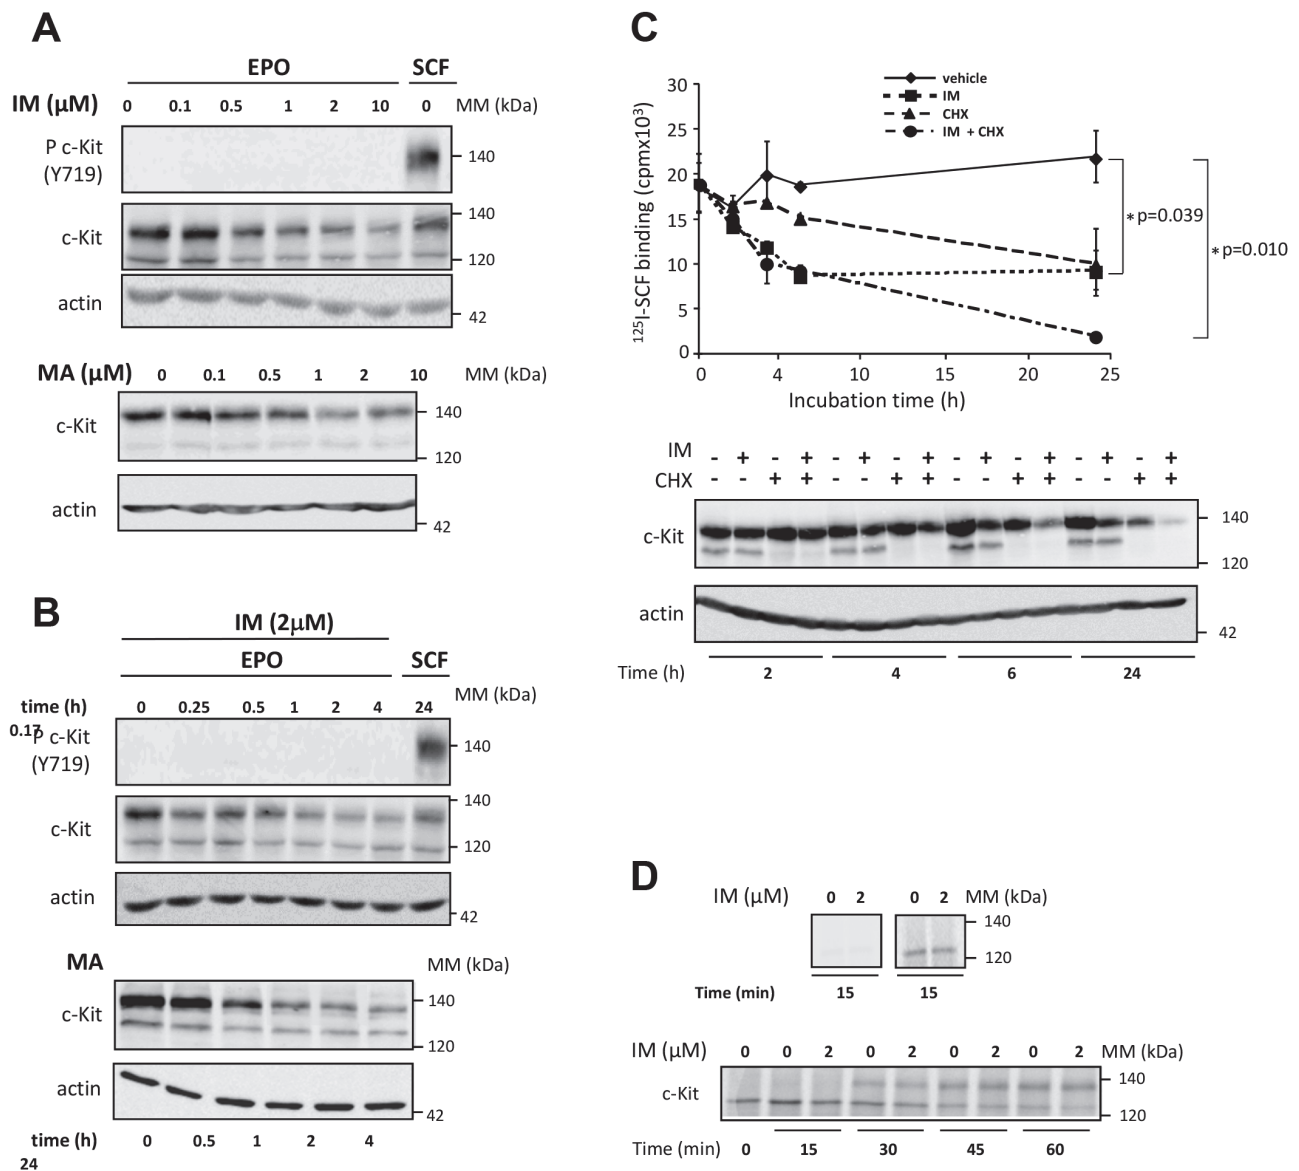 A
EPO SCF
IM (µM) 0 0.1 0.5 1 2 10 0 MM (kDa)
P c-Kit
(Y719)
140
c-Kit
140
120
actin
42
MA (µM) 0 0.1 0.5 1 2 10 MM (kDa)
c-Kit
140
120
actin
42
B
IM (2µM)
EPO SCF
MM (kDa)
time (h) 0 0.25 0.5 1 2 4 24
0.17
P c-Kit
(Y719)
140
c-Kit
140
120
actin
42
MA MM (kDa)
c-Kit
140
120
actin
42
time (h) 0 0.5 1 2 4
24
C
vehicle
IM
CHX
IM + CHX
30
25
20
15
10
5
0
125I-SCF binding (cpmx10³)
*p=0.039
*p=0.010
0 4 10 15 20 25
Incubation time (h)
IM - + - + - + - + - + - + - + - +
CHX - - + + - - + + - - + + - - + +
c-Kit
140
120
actin
42
Time (h) 2 4 6 24
D
IM (µM) 0 2 0 2 MM (kDa)
140
120
Time (min) 15 15
IM (µM) 0 0 2 0 2 0 2 0 2 MM (kDa)
c-Kit
140
120
Time (min) 0 15 30 45 60